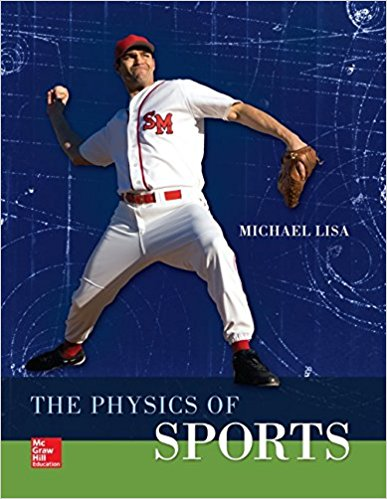 SM
MICHAEL LISA
THE PHYSICS OF
SPORTS
Mc
Graw
Hill
Education